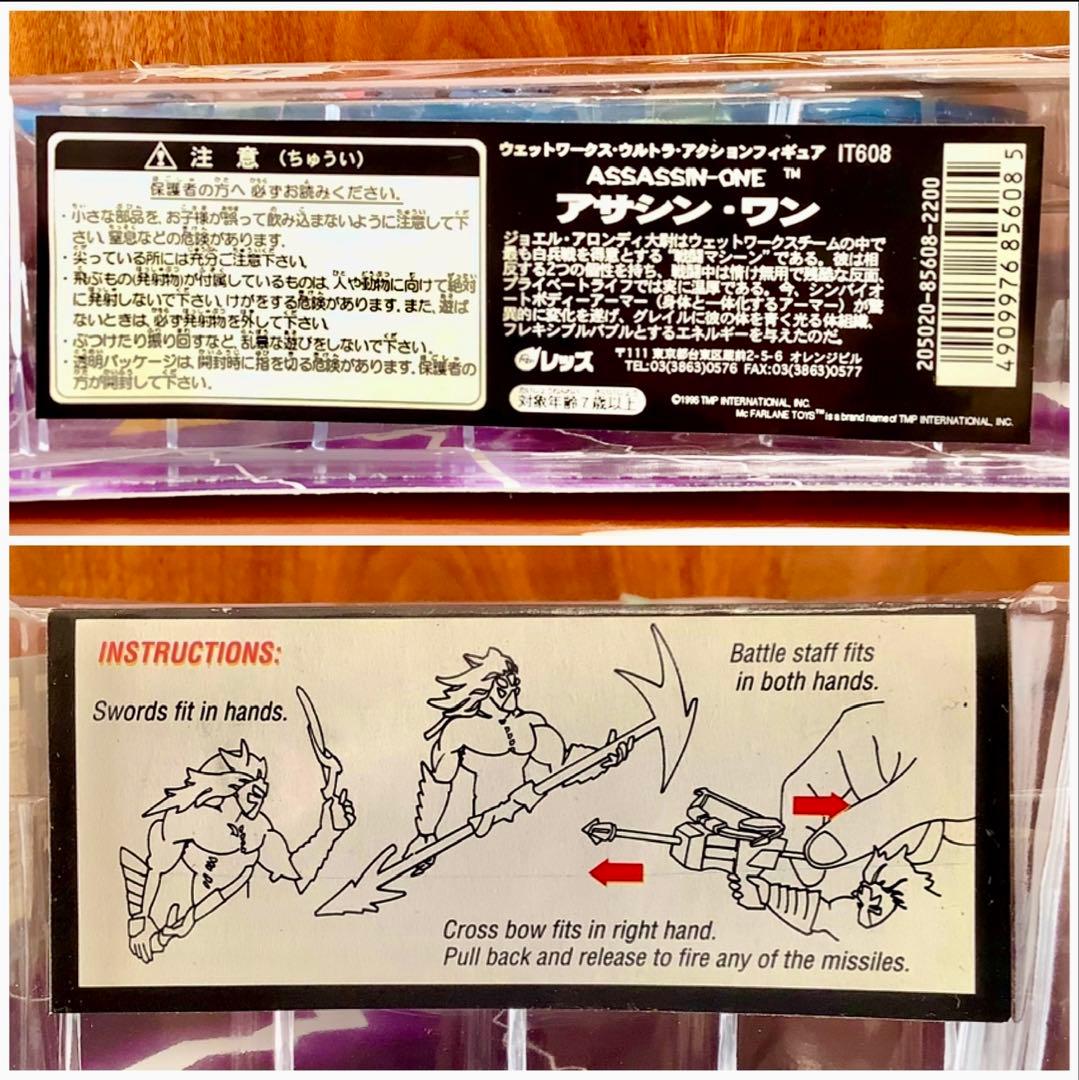 ⚠ 注意 (ちゅうい)
保護者の方へ 必ずお読みください。
・小さな部品を、お子様が誤って飲み込まないように注意して下
さい。窒息などの危険があります。
・尖っている所には充分ご注意下さい。
・飛ぶもの(発射物)が付属しているものは、人や動物に向けて絶対
に発射しないで下さい。けがをする危険があります。また、遊ば
ないときは、必ず発射物を外して下さい。
・ぶつけたり振り回すなど、乱暴な遊びをしないで下さい。
・透明パッケージは、開封時に指を切る危険があります。保護者の
方が開封して下さい。
ウェットワークス・ウルトラ・アクションフィギュア IT608
ASSASSIN-ONE ™
アサシン・ワン
ジョエル・アロンディ大尉はウェットワークスチームの中で
最も白兵戦を得意とする"戦闘マシーン"である。彼は相
反する2つの個性を持ち、戦闘中は情け無用で残酷な反面、
プライベートライフでは実に温厚である。今、シンバイオ
ートボディーアーマー(身体と一体化するアーマー)が驚
異的に変化を遂げ、グレイルに彼の体を青く光る体組織、
フレキシブルバブルとするエネルギーを与えたのだ。
レッズ
〒111 東京都台東区蔵前2-5-6 オレンジビル
TEL:03(3863)0576 FAX:03(3863)0577
対象年齢7歳以上
©1996 TMP INTERNATIONAL, INC.
Mc FARLANE TOYS™ is a brand name of TMP INTERNATIONAL, INC.
205020-85608-2200
4909976856085
INSTRUCTIONS:
Swords fit in hands.
Battle staff fits
in both hands.
Cross bow fits in right hand.
Pull back and release to fire any of the missiles.